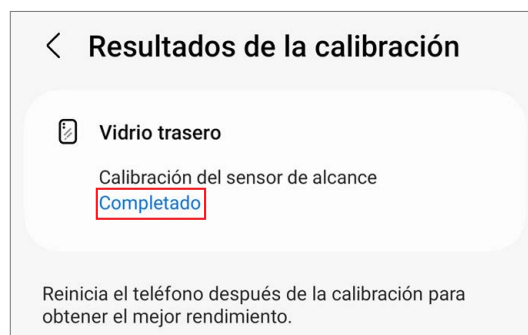 Resultados de la calibración
Vidrio trasero
Calibración del sensor de alcance
Completado
Reinicia el teléfono después de la calibración para
obtener el mejor rendimiento.